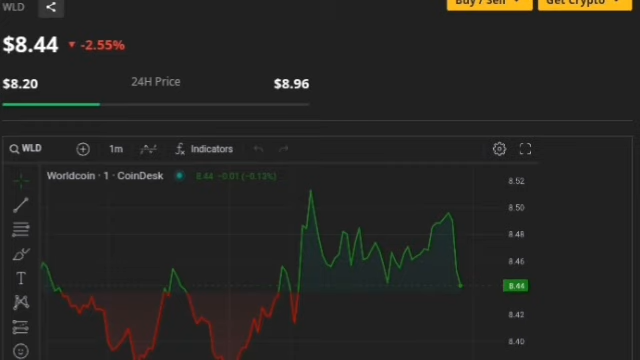 WLD
Buy / Sell Get Crypto
$8.44 ▼ -2.55%
$8.20 24H Price $8.96
WLD 1m Indicators
Worldcoin · 1 · CoinDesk 8.44 -0.01 (-0.13%)
8.52
8.50
8.48
8.46
8.44
8.42
8.40
T